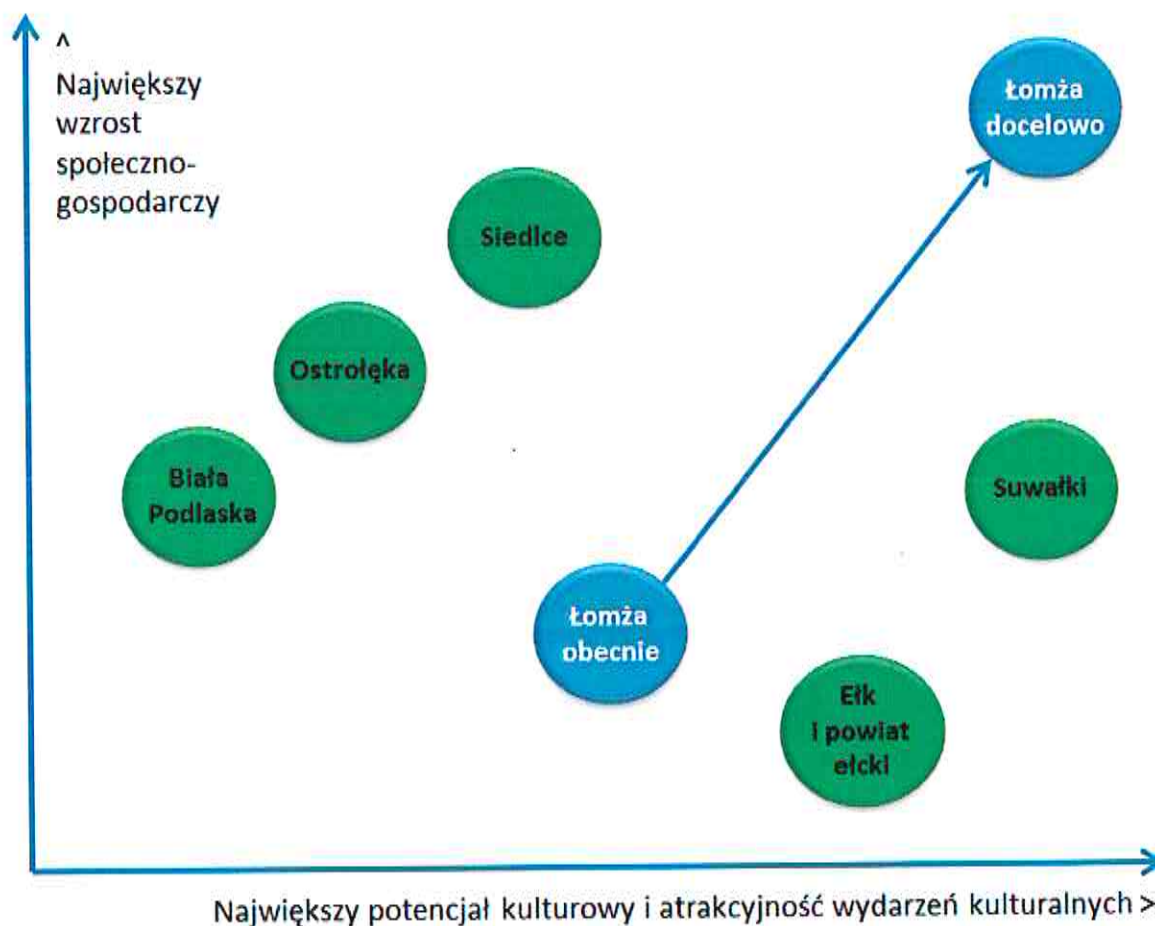 ^
Największy
wzrost
społeczno-
gospodarczy
Łomża
docelowo
Siedlce
Ostrołęka
Biała
Podlaska
Suwałki
Łomża
obecnie
Ełk
i powiat
ełcki
Największy potencjał kulturowy i atrakcyjność wydarzeń kulturalnych >